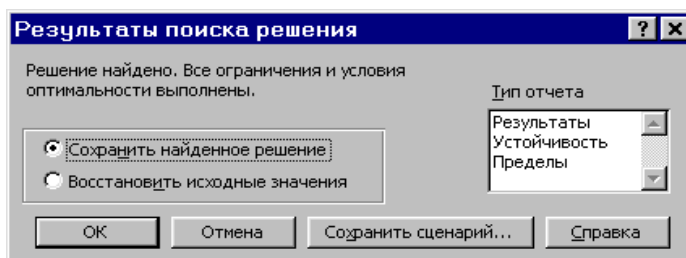 Результаты поиска решения
Решение найдено. Все ограничения и условия
оптимальности выполнены.
Тип отчета
Результаты
Устойчивость
Пределы
Сохранить найденное решение
Восстановить исходные значения
OK
Отмена
Сохранить сценарий...
Справка